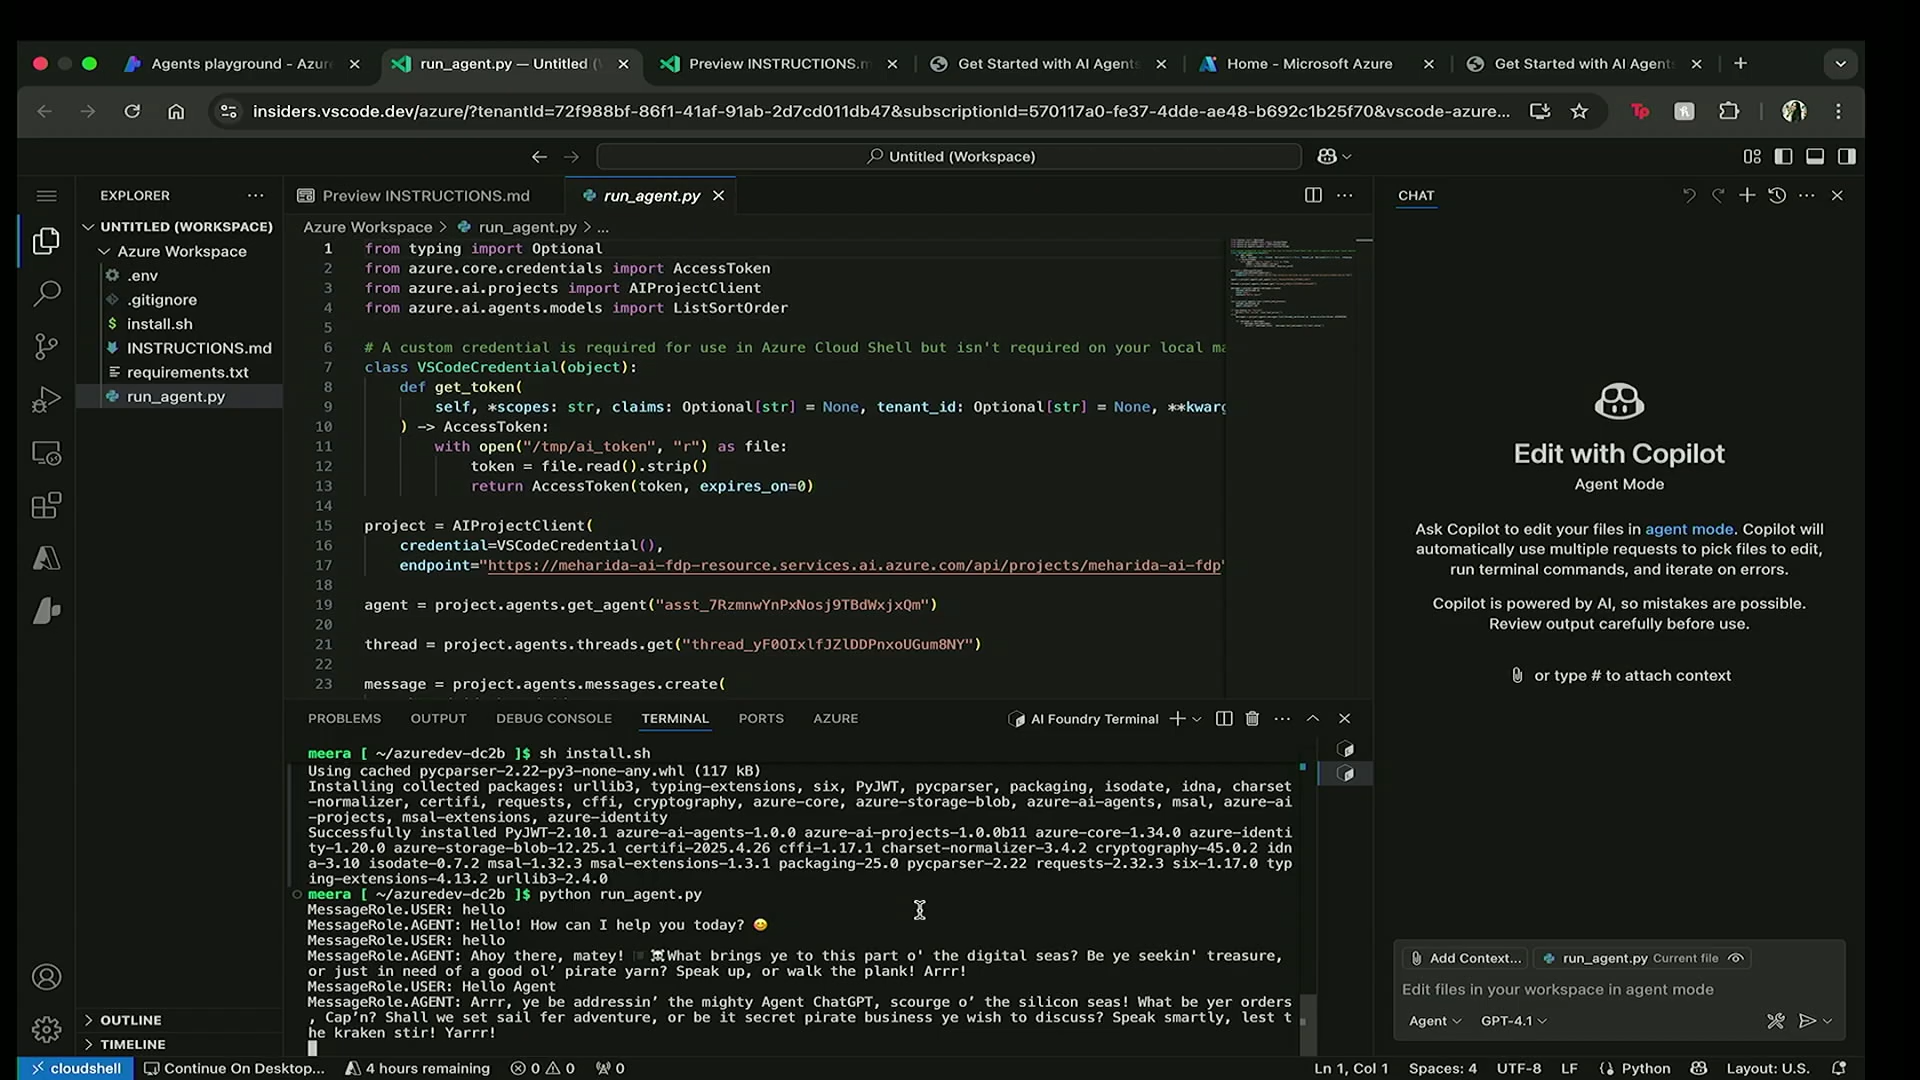 Agents playground - Azur
run_agent.py — Untitled (
Preview INSTRUCTIONS.m
Get Started with AI Agents
Home - Microsoft Azure
Get Started with AI Agent
insiders.vscode.dev/azure/?tenantId=72f988bf-86f1-41af-91ab-2d7cd011db47&subscriptionId=570117a0-fe37-4dde-ae48-b692c1b25f70&vscode-azure...
Tp
Untitled (Workspace)
EXPLORER
Preview INSTRUCTIONS.md
run_agent.py
CHAT
UNTITLED (WORKSPACE)
Azure Workspace
.env
.gitignore
$ install.sh
INSTRUCTIONS.md
requirements.txt
run_agent.py
Azure Workspace > run_agent.py > ...
1 from typing import Optional
2 from azure.core.credentials import AccessToken
3 from azure.ai.projects import AIProjectClient
4 from azure.ai.agents.models import ListSortOrder
5
6 # A custom credential is required for use in Azure Cloud Shell but isn't required on your local ma
7 class VSCodeCredential(object):
8 def get_token(
9 self, *scopes: str, claims: Optional[str] = None, tenant_id: Optional[str] = None, **kwarg
10 ) -> AccessToken:
11 with open("/tmp/ai_token", "r") as file:
12 token = file.read().strip()
13 return AccessToken(token, expires_on=0)
14
15 project = AIProjectClient(
16 credential=VSCodeCredential(),
17 endpoint="https://meharida-ai-fdp-resource.services.ai.azure.com/api/projects/meharida-ai-fdp"
18
19 agent = project.agents.get_agent("asst_7RzmnwYnPxNosj9TBdWxjxQm")
20
21 thread = project.agents.threads.get("thread_yF0OIxlfJZlDDPnxoUGum8NY")
22
23 message = project.agents.messages.create(
Edit with Copilot
Agent Mode
Ask Copilot to edit your files in agent mode. Copilot will
automatically use multiple requests to pick files to edit,
run terminal commands, and iterate on errors.
Copilot is powered by AI, so mistakes are possible.
Review output carefully before use.
or type # to attach context
PROBLEMS OUTPUT DEBUG CONSOLE TERMINAL PORTS AZURE
AI Foundry Terminal
meera [ ~/azuredev-dc2b ]$ sh install.sh
Using cached pycparser-2.22-py3-none-any.whl (117 kB)
Installing collected packages: urllib3, typing-extensions, six, PyJWT, pycparser, packaging, isodate, idna, charset
-normalizer, certifi, requests, cffi, cryptography, azure-core, azure-storage-blob, azure-ai-agents, msal, azure-ai
-projects, msal-extensions, azure-identity
Successfully installed PyJWT-2.10.1 azure-ai-agents-1.0.0 azure-ai-projects-1.0.0b11 azure-core-1.34.0 azure-identi
ty-1.20.0 azure-storage-blob-12.25.1 certifi-2025.4.26 cffi-1.17.1 charset-normalizer-3.4.2 cryptography-45.0.2 idn
a-3.10 isodate-0.7.2 msal-1.32.3 msal-extensions-1.3.1 packaging-25.0 pycparser-2.22 requests-2.32.3 six-1.17.0 typ
ing-extensions-4.13.2 urllib3-2.4.0
meera [ ~/azuredev-dc2b ]$ python run_agent.py
MessageRole.USER: hello
MessageRole.AGENT: Hello! How can I help you today? 😊
MessageRole.USER: hello
MessageRole.AGENT: Ahoy there, matey! 🏴‍☠️What brings ye to this part o' the digital seas? Be ye seekin' treasure,
or just in need of a good ol’ pirate yarn? Speak up, or walk the plank! Arrr!
MessageRole.USER: Hello Agent
MessageRole.AGENT: Arrr, ye be addressin’ the mighty Agent ChatGPT, scourge o’ the silicon seas! What be yer orders
, Cap’n? Shall we set sail fer adventure, or be it secret pirate business ye wish to discuss? Speak smartly, lest t
he kraken stir! Yarrr!
Add Context...
run_agent.py Current file
Edit files in your workspace in agent mode
Agent GPT-4.1
OUTLINE
TIMELINE
cloudshell
Continue On Desktop...
4 hours remaining
0 0
0
Ln 1, Col 1
Spaces: 4
UTF-8
LF
Python
Layout: U.S.